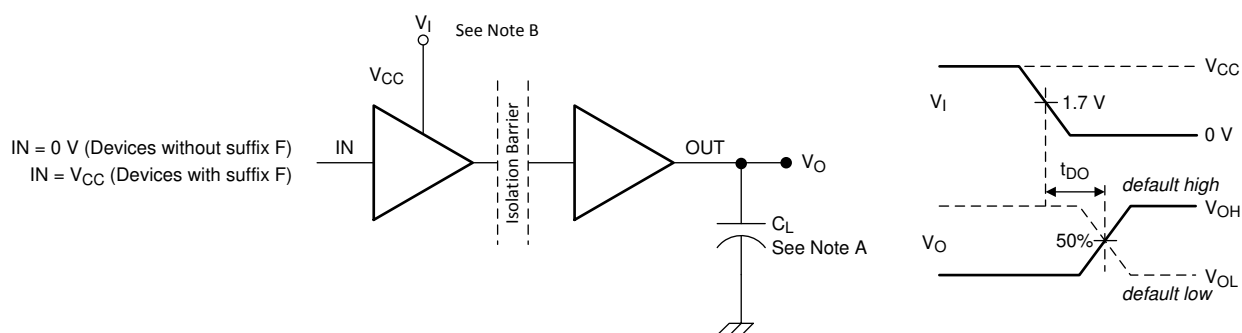 V_I
See Note B
V_CC
Isolation Barrier
IN = 0 V (Devices without suffix F)
IN = V_CC (Devices with suffix F)
IN
OUT
V_O
C_L
See Note A
V_CC
V_I
1.7 V
0 V
t_DO
default high
V_OH
V_O
50%
V_OL
default low